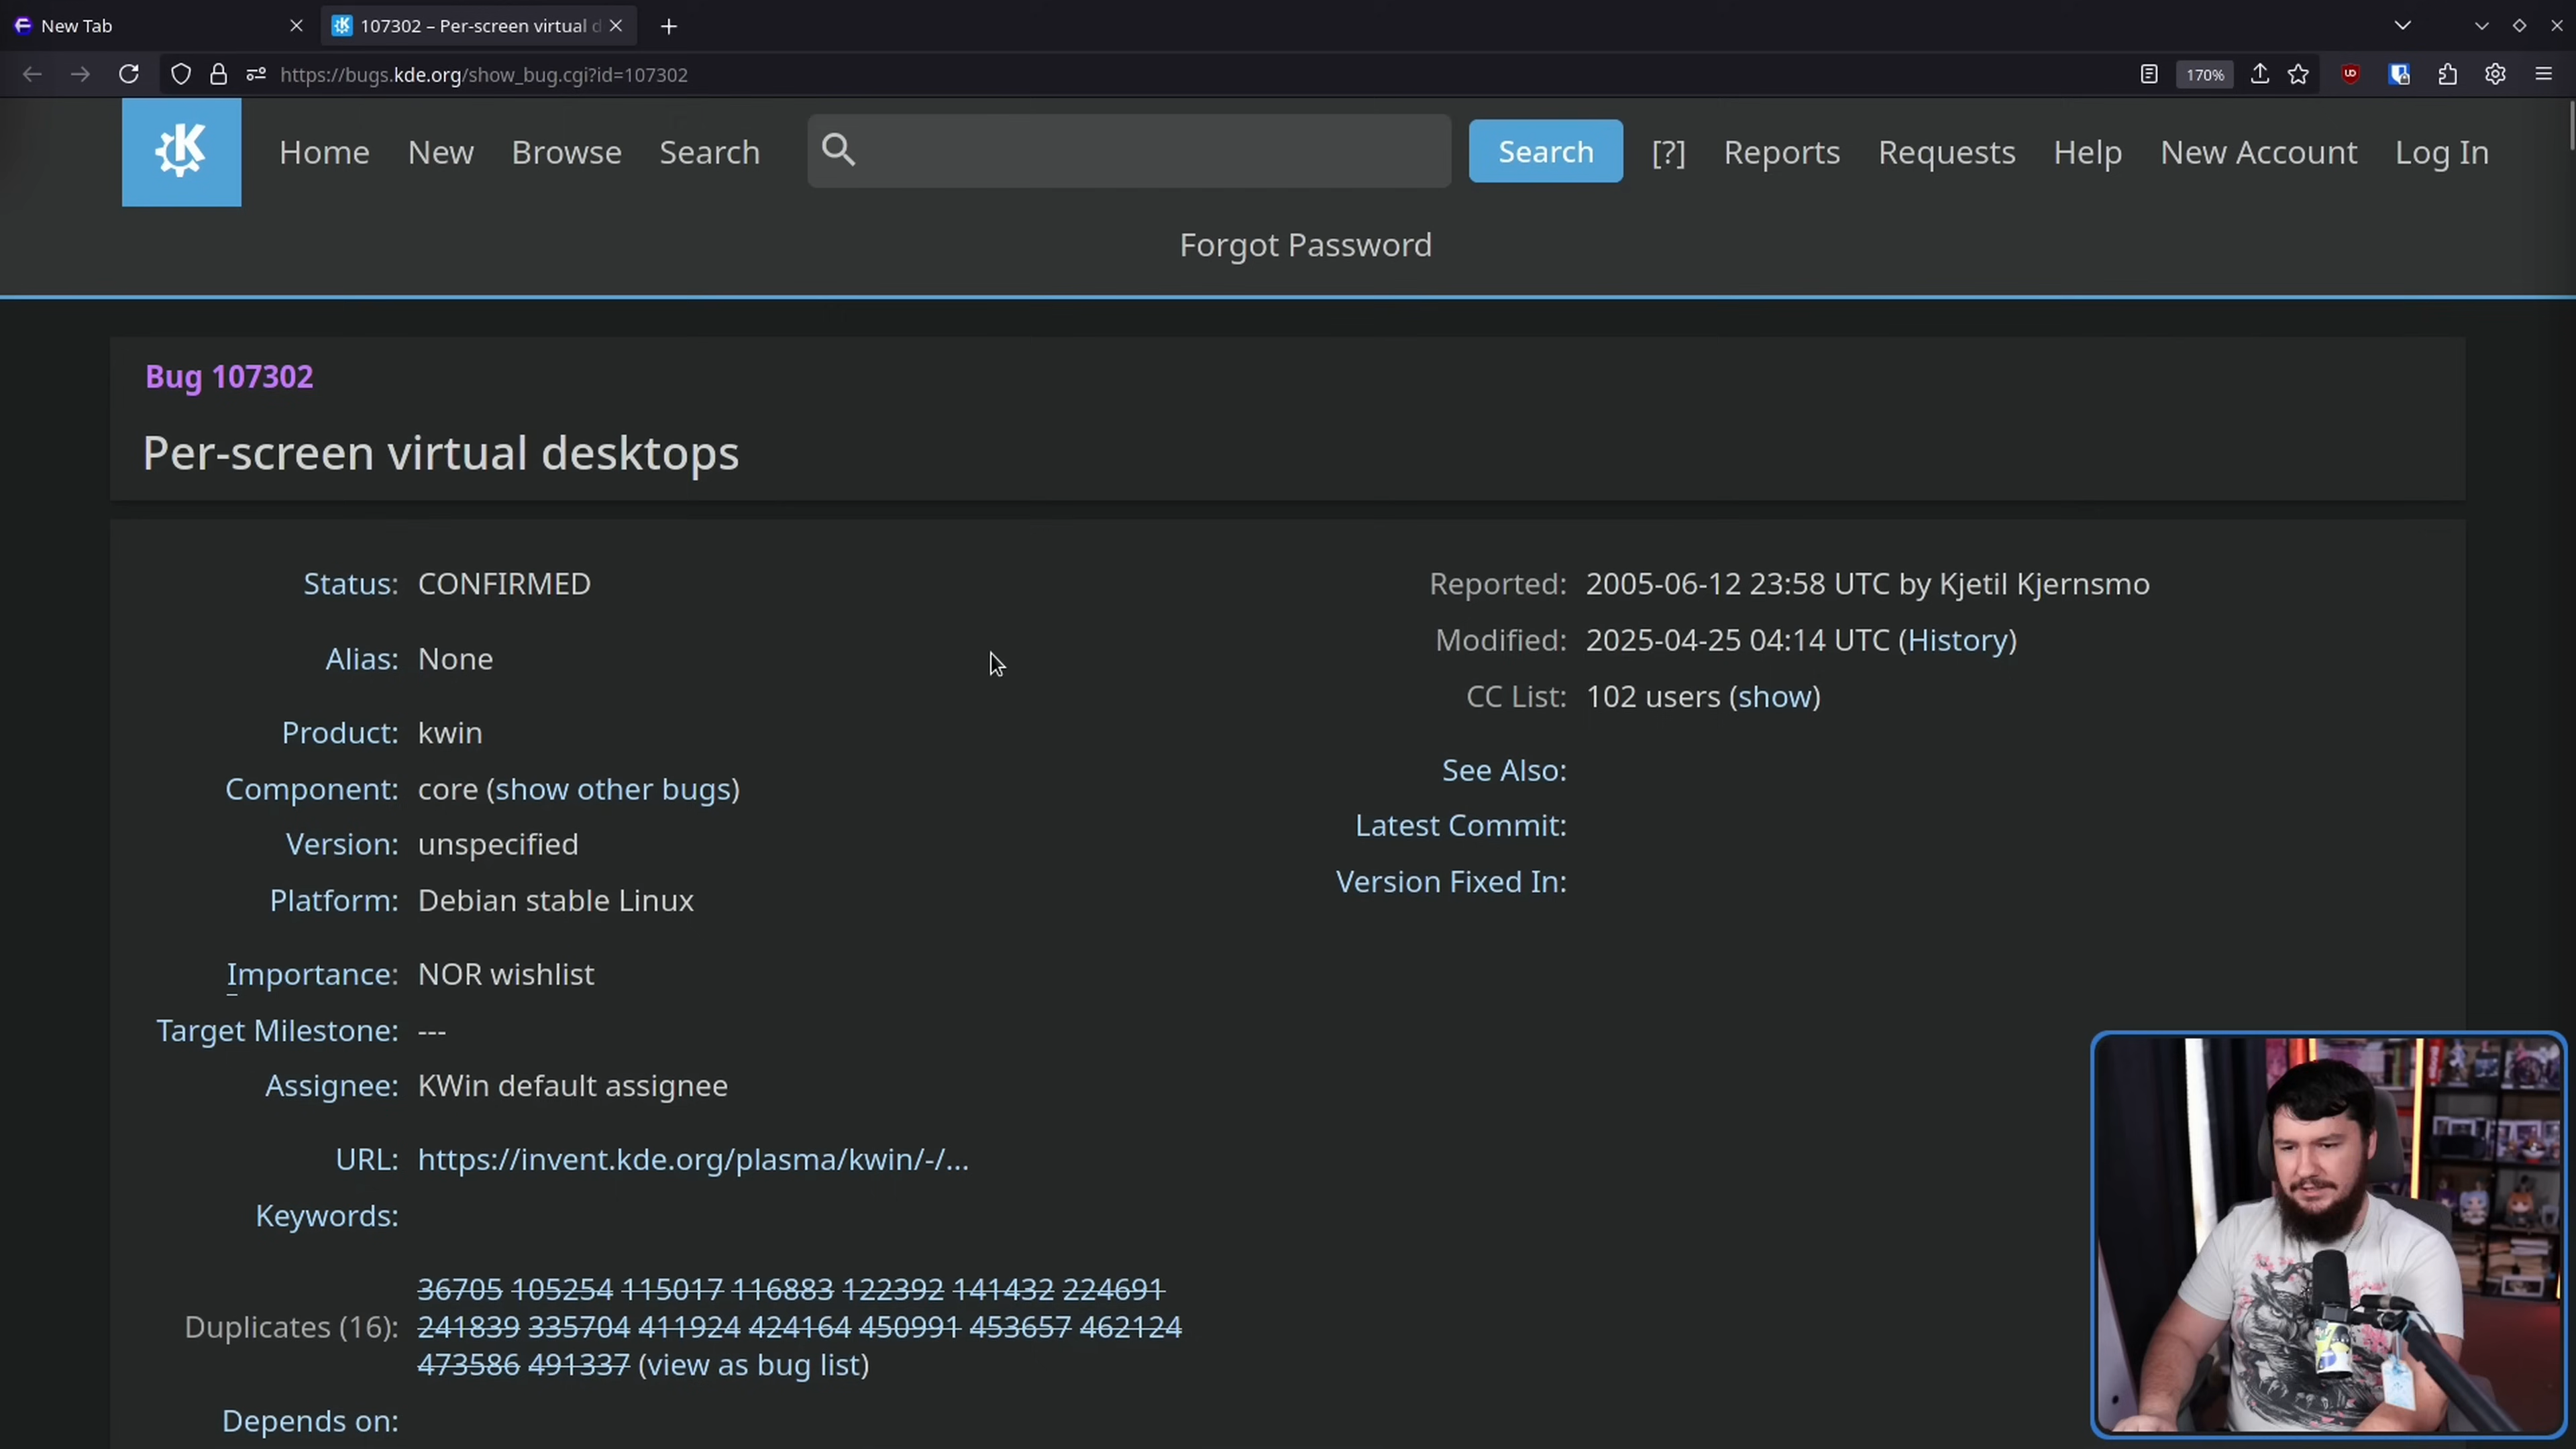 New Tab
107302 – Per-screen virtual d
https://bugs.kde.org/show_bug.cgi?id=107302
170%
Home New Browse Search Search [?] Reports Requests Help New Account Log In
Forgot Password
Bug 107302
Per-screen virtual desktops
Status: CONFIRMED
Alias: None
Product: kwin
Component: core (show other bugs)
Version: unspecified
Platform: Debian stable Linux
Importance: NOR wishlist
Target Milestone: ---
Assignee: KWin default assignee
URL: https://invent.kde.org/plasma/kwin/-/...
Keywords:
Duplicates (16): 36705 105254 115017 116883 122392 141432 224691
241839 335704 411924 424164 450991 453657 462124
473586 491337 (view as bug list)
Depends on:
Reported: 2005-06-12 23:58 UTC by Kjetil Kjernsmo
Modified: 2025-04-25 04:14 UTC (History)
CC List: 102 users (show)
See Also:
Latest Commit:
Version Fixed In: